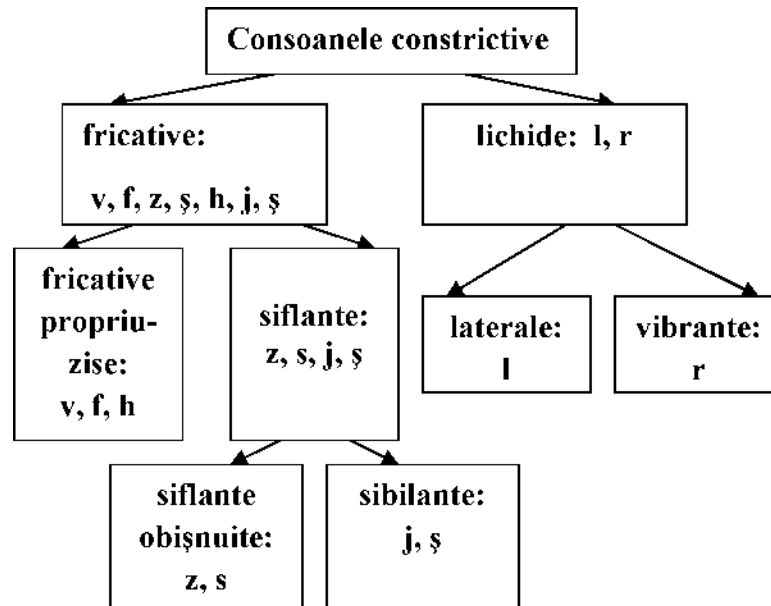 Consoanele constrictive
fricative:
v, f, z, ş, h, j, ş
lichide: l, r
fricative
propriu-
zise:
v, f, h
siflante:
z, s, j, ş
laterale:
l
vibrante:
r
siflante
obişnuite:
z, s
sibilante:
j, ş